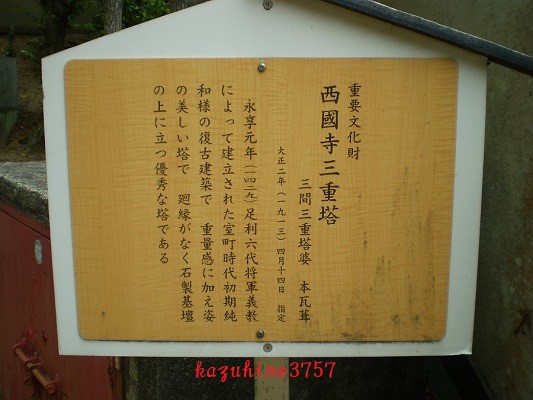 重要文化財
西國寺三重塔
三間三重塔婆 本瓦葺
大正二年(一九一三)四月十四日 指定
永享元年(一四二九)足利六代将軍義教
によって建立された室町時代初期純
和様の復古建築で 重量感に加え姿
の美しい塔で 廻縁がなく石製基壇
の上に立つ優秀な塔である
kazuhino3757